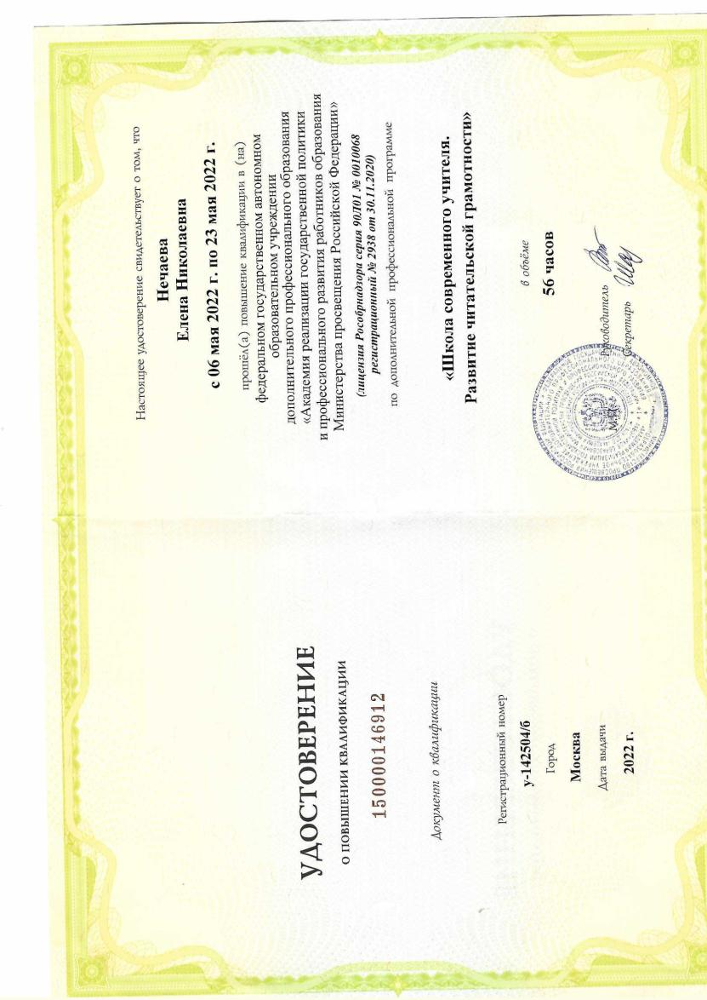 УДОСТОВЕРЕНИЕ
О ПОВЫШЕНИИ КВАЛИФИКАЦИИ
150000146912
Документ о квалификации
Регистрационный номер
у-142504/б
Город
Москва
Дата выдачи
2022 г.
Настоящее удостоверение свидетельствует о том, что
Нечаева
Елена Николаевна
с 06 мая 2022 г. по 23 мая 2022 г.
прошёл(а) повышение квалификации в (на)
федеральном государственном автономном
образовательном учреждении
дополнительного профессионального образования
«Академия реализации государственной политики
и профессионального развития работников образования
Министерства просвещения Российской Федерации»
(лицензия Рособрнадзора серия 90Л01 № 0010068
регистрационный № 2938 от 30.11.2020)
по дополнительной профессиональной программе
«Школа современного учителя.
Развитие читательской грамотности»
в объёме
56 часов
Руководитель
Секретарь
М.П.